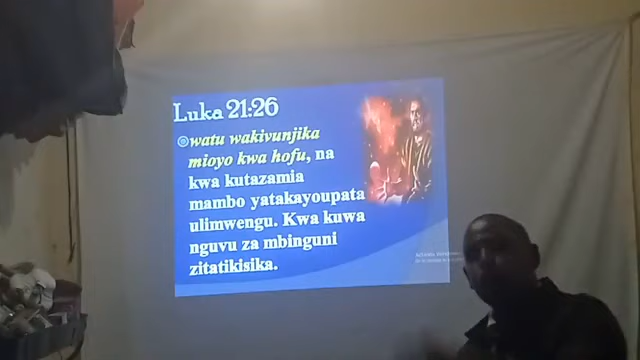 Luka 21:26
watu wakivunjika
mioyo kwa hofu, na
kwa kutazamia
mambo yatakayoupata
ulimwengu. Kwa kuwa
nguvu za mbinguni
zitatikisika.